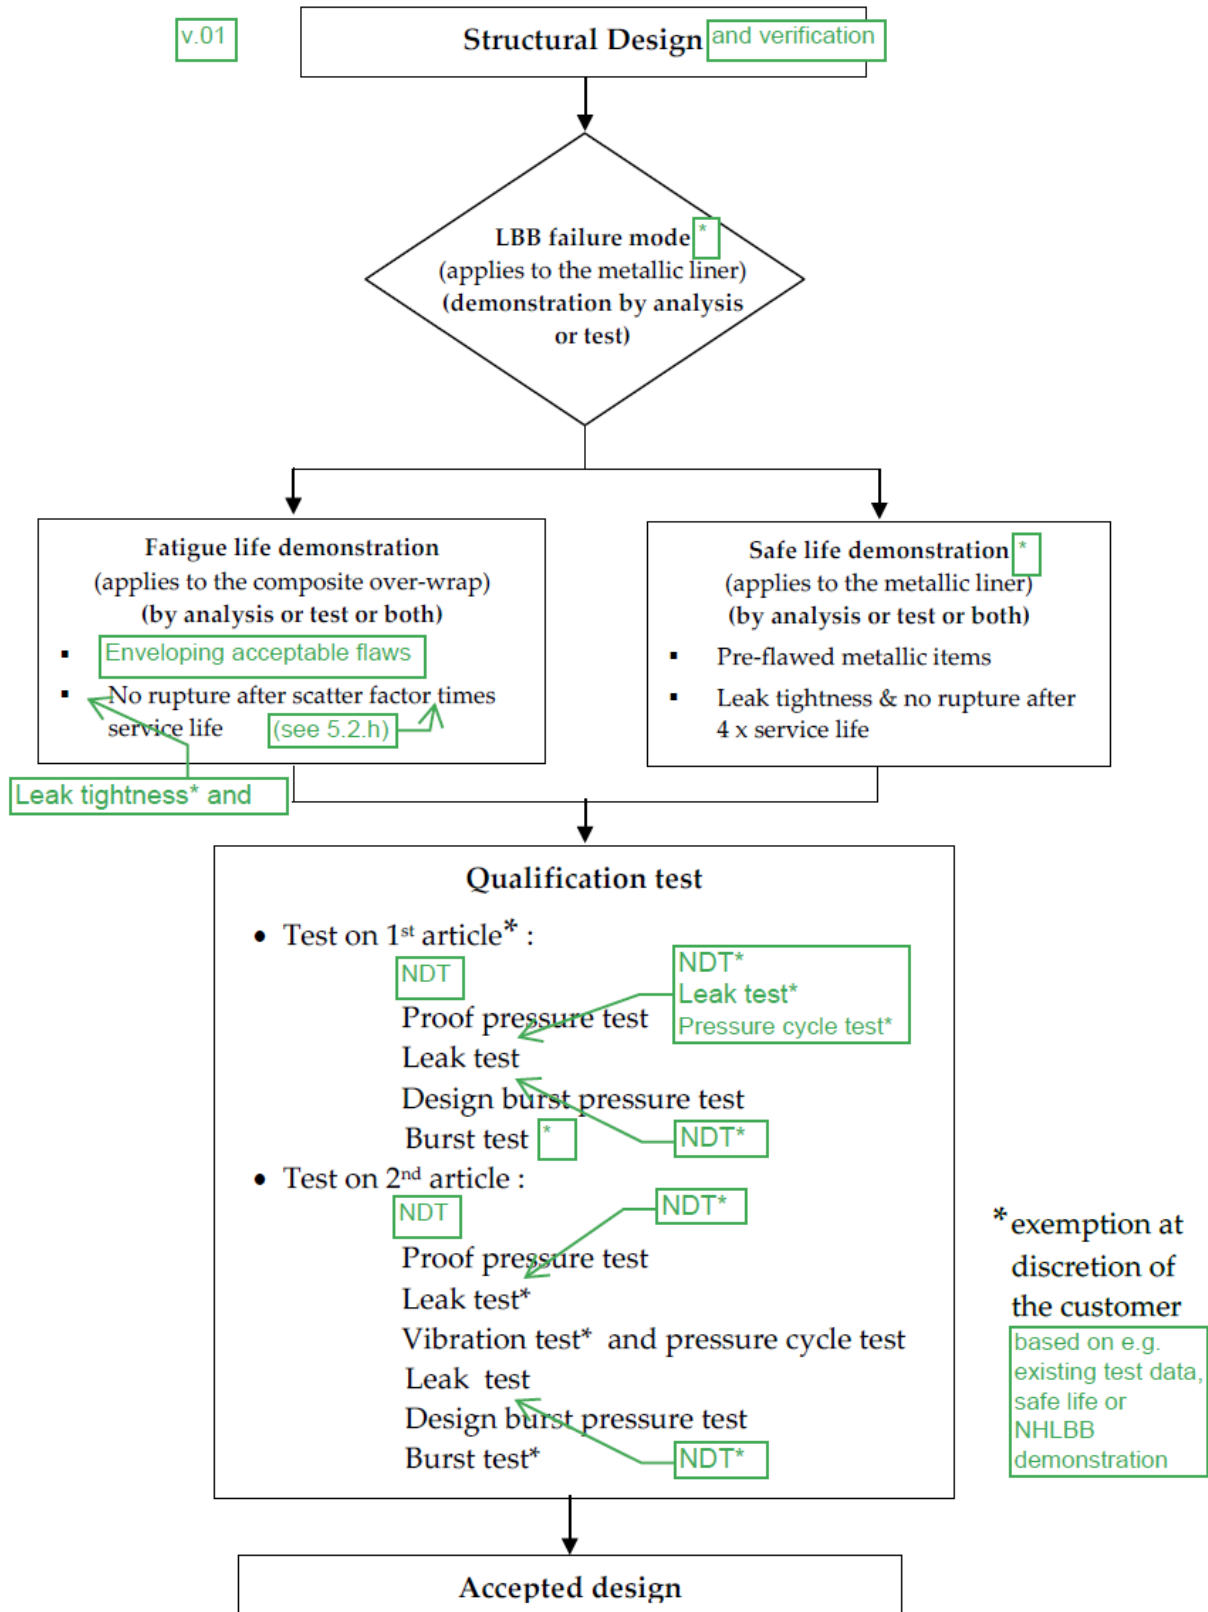 v.01
Structural Design and verification
LBB failure mode *
(applies to the metallic liner)
(demonstration by analysis
or test)
Fatigue life demonstration
(applies to the composite over-wrap)
(by analysis or test or both)
▪ Enveloping acceptable flaws
▪ No rupture after scatter factor times
service life (see 5.2.h)
Leak tightness* and
Safe life demonstration *
(applies to the metallic liner)
(by analysis or test or both)
▪ Pre-flawed metallic items
▪ Leak tightness & no rupture after
4 x service life
Qualification test
• Test on 1st article* :
NDT
NDT*
Leak test*
Pressure cycle test*
Proof pressure test
Leak test
Design burst pressure test
Burst test *
NDT*
• Test on 2nd article :
NDT
NDT*
Proof pressure test
Leak test*
Vibration test* and pressure cycle test
Leak test
Design burst pressure test
Burst test*
NDT*
* exemption at
discretion of
the customer
based on e.g.
existing test data,
safe life or
NHLBB
demonstration
Accepted design